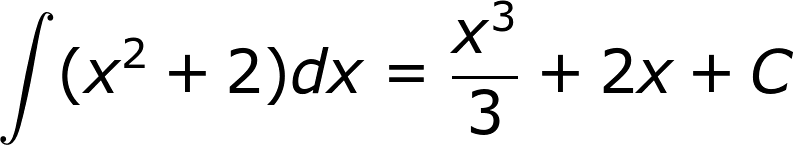 ∫(x² + 2)dx = x³/3 + 2x + C